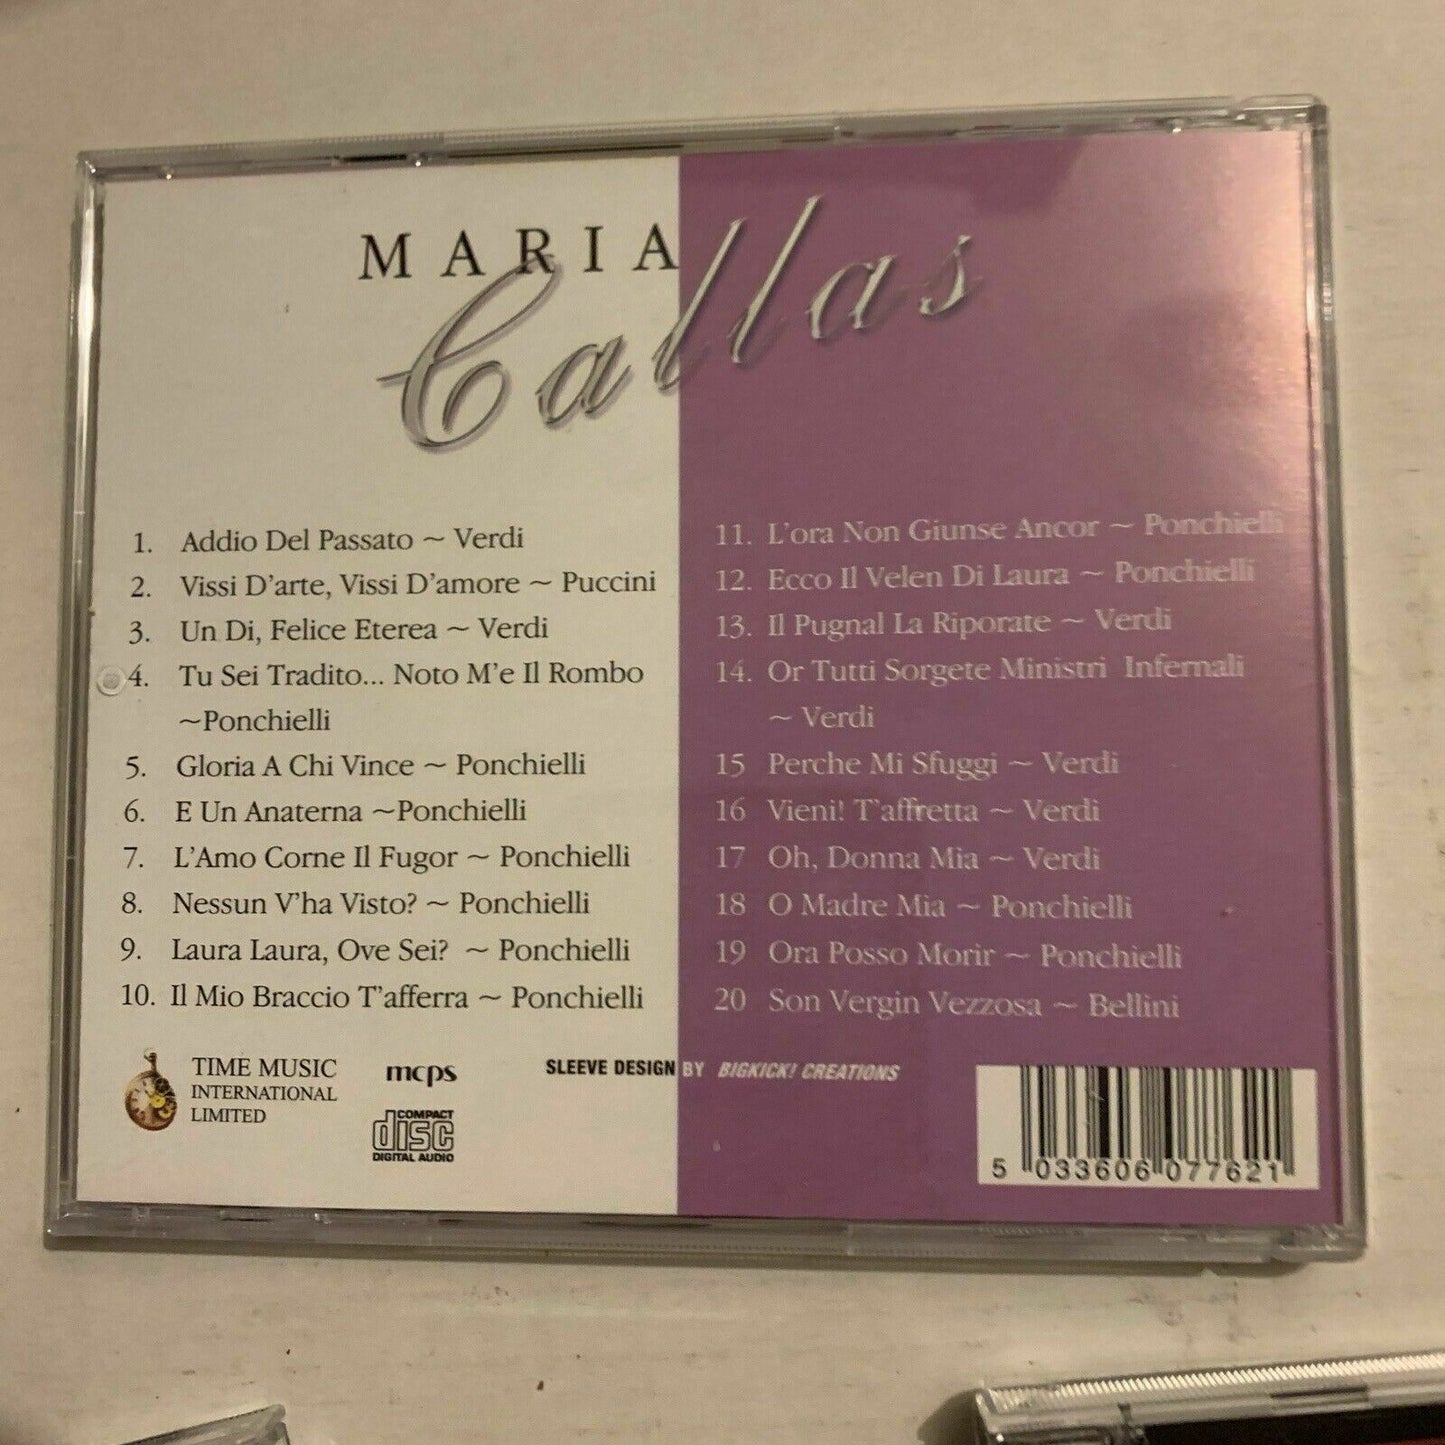 MARIA
Callas
1. Addio Del Passato ~ Verdi
2. Vissi D'arte, Vissi D'amore ~ Puccini
3. Un Di, Felice Eterea ~ Verdi
4. Tu Sei Tradito... Noto M'e Il Rombo
~Ponchielli
5. Gloria A Chi Vince ~ Ponchielli
6. E Un Anaterna ~Ponchielli
7. L'Amo Corne Il Fugor ~ Ponchielli
8. Nessun V'ha Visto? ~ Ponchielli
9. Laura Laura, Ove Sei? ~ Ponchielli
10. Il Mio Braccio T'afferra ~ Ponchielli
11. L'ora Non Giunse Ancor ~ Ponchielli
12. Ecco Il Velen Di Laura ~ Ponchielli
13. Il Pugnal La Riporate ~ Verdi
14. Or Tutti Sorgete Ministri Infernali
~ Verdi
15 Perche Mi Sfuggi ~ Verdi
16 Vieni! T'affretta ~ Verdi
17 Oh, Donna Mia ~ Verdi
18 O Madre Mia ~ Ponchielli
19 Ora Posso Morir ~ Ponchielli
20 Son Vergin Vezzosa ~ Bellini
TIME MUSIC
INTERNATIONAL
LIMITED
mcps
COMPACT
disc
DIGITAL AUDIO
SLEEVE DESIGN BY BIGKICK! CREATIONS
5 033606 077621